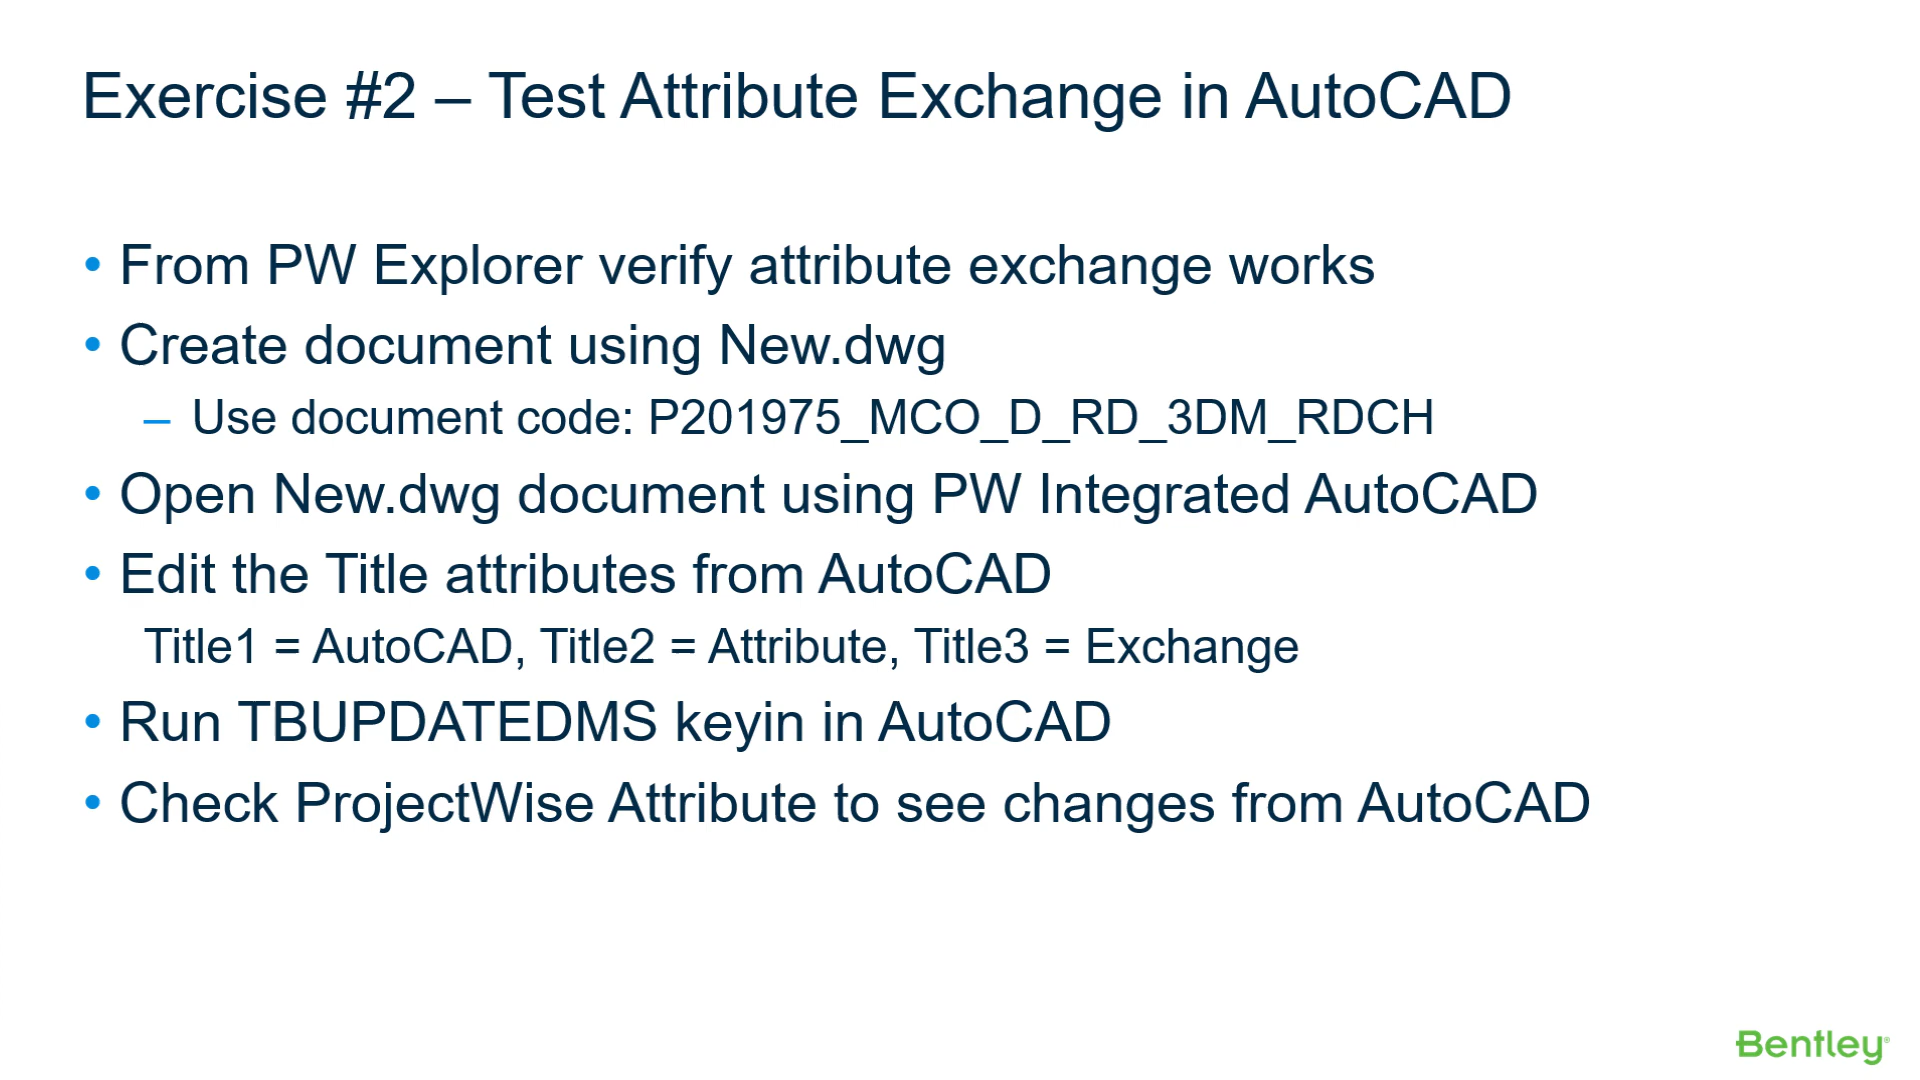 Exercise #2 – Test Attribute Exchange in AutoCAD
• From PW Explorer verify attribute exchange works
• Create document using New.dwg
– Use document code: P201975_MCO_D_RD_3DM_RDCH
• Open New.dwg document using PW Integrated AutoCAD
• Edit the Title attributes from AutoCAD
Title1 = AutoCAD, Title2 = Attribute, Title3 = Exchange
• Run TBUPDATEDMS keyin in AutoCAD
• Check ProjectWise Attribute to see changes from AutoCAD
Bentley®